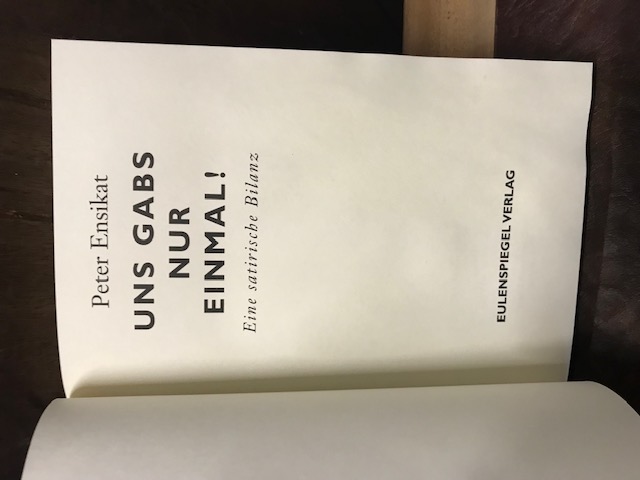 Peter Ensikat
UNS GABS
NUR
EINMAL!
Eine satirische Bilanz
EULENSPIEGEL VERLAG